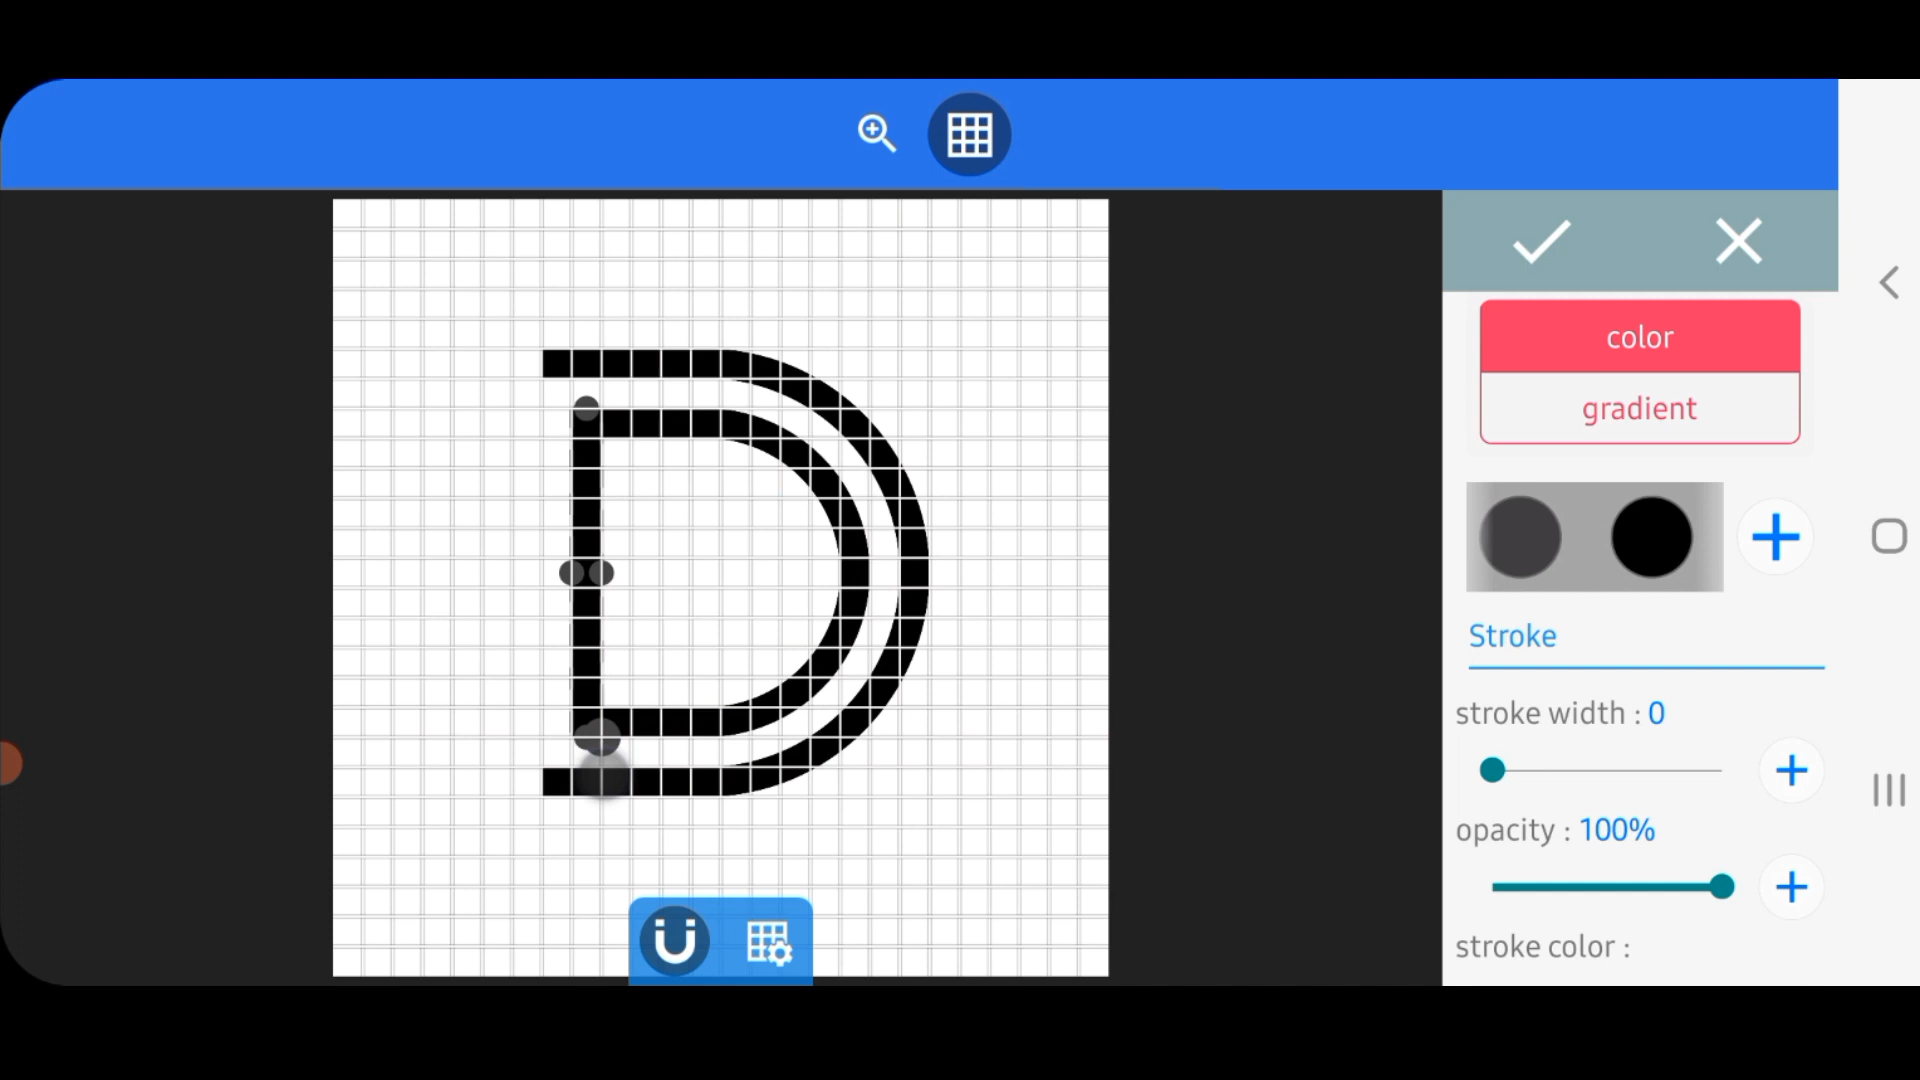 color
gradient
Stroke
stroke width : 0
opacity : 100%
stroke color :